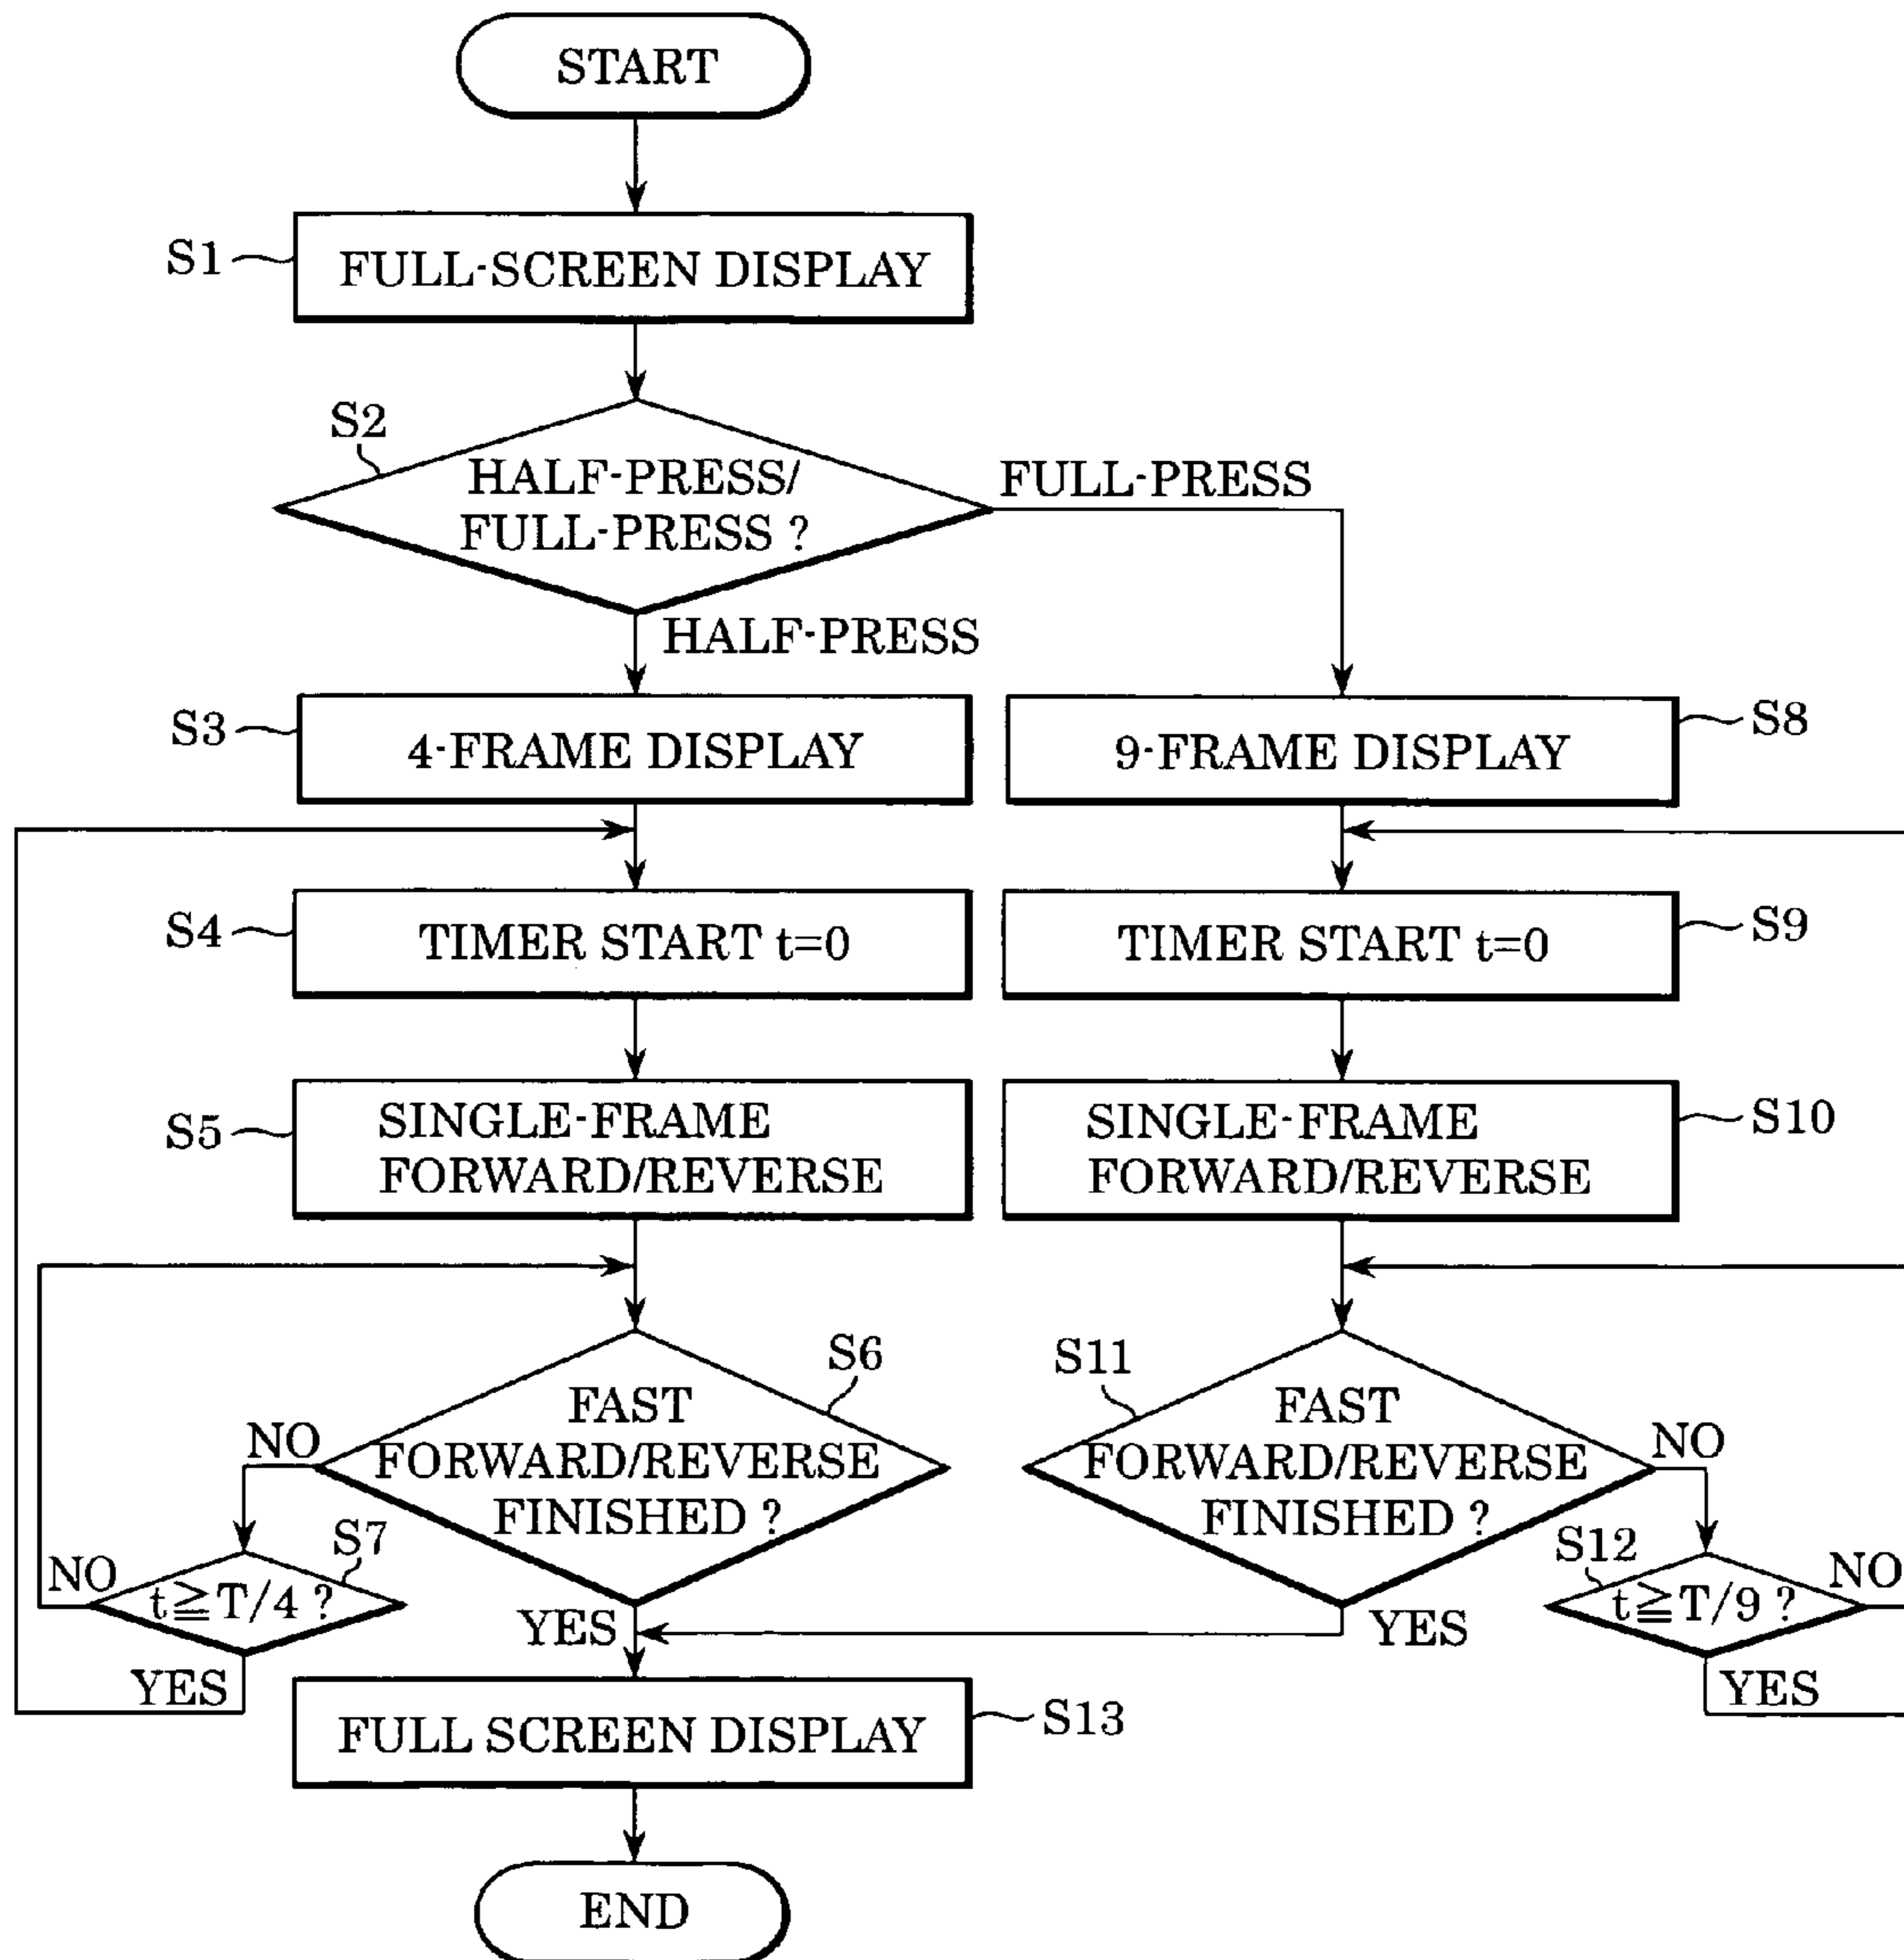 START
S1
FULL-SCREEN DISPLAY
S2
HALF-PRESS/
FULL-PRESS ?
FULL-PRESS
HALF-PRESS
S3
4-FRAME DISPLAY
9-FRAME DISPLAY
S8
S4
TIMER START t=0
TIMER START t=0
S9
S5
SINGLE-FRAME
FORWARD/REVERSE
SINGLE-FRAME
FORWARD/REVERSE
S10
S6
FAST
FORWARD/REVERSE
FINISHED ?
NO
YES
S11
FAST
FORWARD/REVERSE
FINISHED ?
NO
YES
S7
t≧T/4 ?
NO
YES
S12
t≧T/9 ?
NO
YES
FULL SCREEN DISPLAY
S13
END